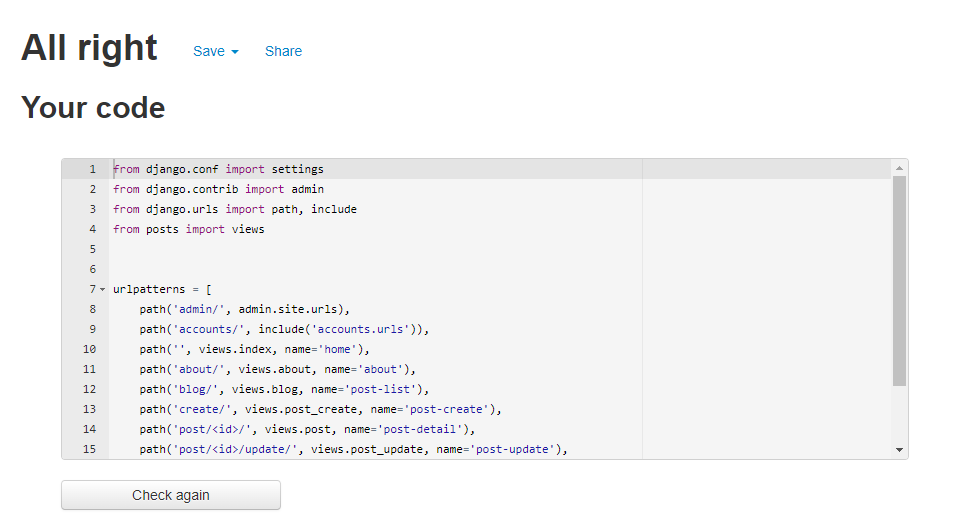 All right Save Share
Your code
1 from django.conf import settings
2 from django.contrib import admin
3 from django.urls import path, include
4 from posts import views
5
6
7 urlpatterns = [
8 path('admin/', admin.site.urls),
9 path('accounts/', include('accounts.urls')),
10 path('', views.index, name='home'),
11 path('about/', views.about, name='about'),
12 path('blog/', views.blog, name='post-list'),
13 path('create/', views.post_create, name='post-create'),
14 path('post/<id>/', views.post, name='post-detail'),
15 path('post/<id>/update/', views.post_update, name='post-update'),
Check again